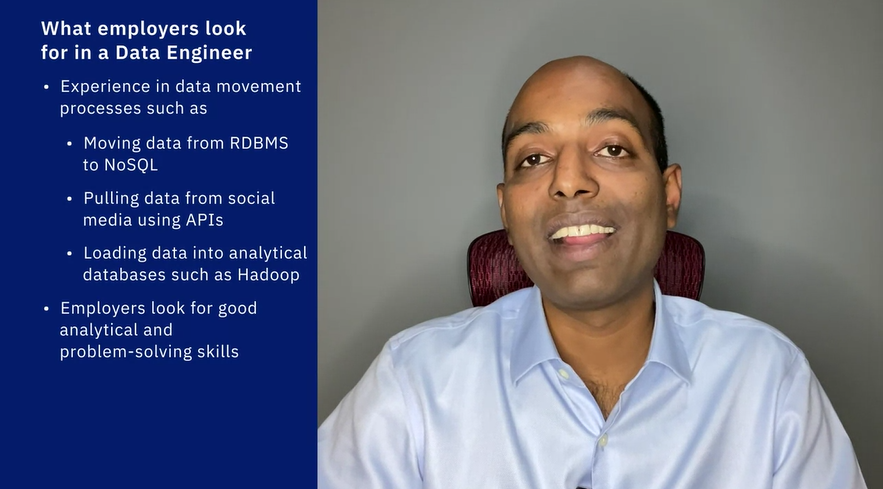 What employers look
for in a Data Engineer
• Experience in data movement
processes such as
• Moving data from RDBMS
to NoSQL
• Pulling data from social
media using APIs
• Loading data into analytical
databases such as Hadoop
• Employers look for good
analytical and
problem-solving skills